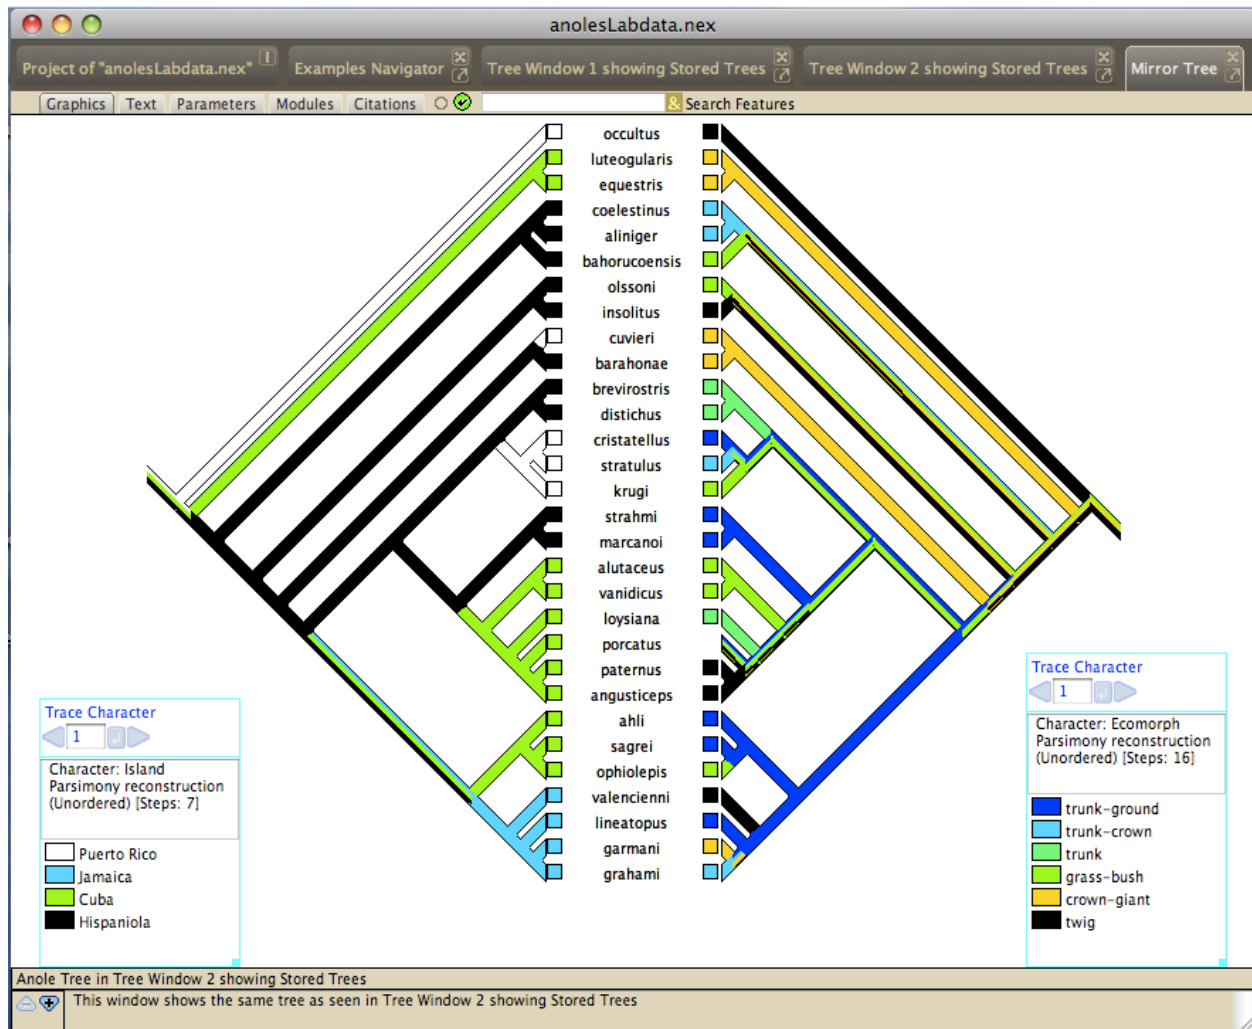 anolesLabdata.nex
Project of "anolesLabdata.nex"
Examples Navigator
Tree Window 1 showing Stored Trees
Tree Window 2 showing Stored Trees
Mirror Tree
Graphics Text Parameters Modules Citations & Search Features
occultus
luteogularis
equestris
coelestinus
aliniger
bahorucoensis
olssoni
insolitus
cuvieri
barahonae
brevirostris
distichus
cristatellus
stratulus
krugi
strahmi
marcanoi
alutaceus
vanidicus
loysiana
porcatus
paternus
angusticeps
ahli
sagrei
ophiolepis
valencienni
lineatopus
garmani
grahami
Trace Character
1
Character: Island
Parsimony reconstruction
(Unordered) [Steps: 7]
Puerto Rico
Jamaica
Cuba
Hispaniola
Trace Character
1
Character: Ecomorph
Parsimony reconstruction
(Unordered) [Steps: 16]
trunk-ground
trunk-crown
trunk
grass-bush
crown-giant
twig
Anole Tree in Tree Window 2 showing Stored Trees
This window shows the same tree as seen in Tree Window 2 showing Stored Trees